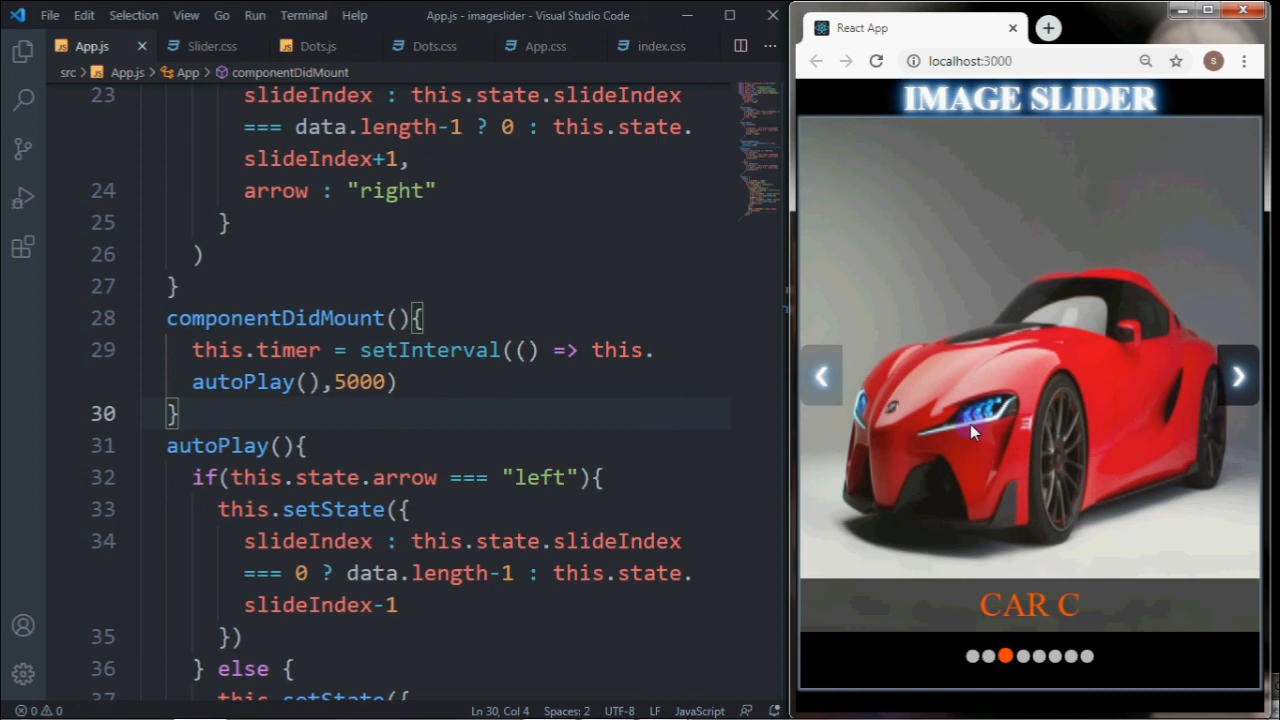 File Edit Selection View Go Run Terminal Help App.js - imageslider - Visual Studio Code
App.js Slider.css Dots.js Dots.css App.css index.css
src > App.js > App > componentDidMount
23 slideIndex : this.state.slideIndex
=== data.length-1 ? 0 : this.state.
slideIndex+1,
24 arrow : "right"
25 }
26 )
27 }
28 componentDidMount(){
29 this.timer = setInterval(() => this.
autoPlay(),5000)
30 }
31 autoPlay(){
32 if(this.state.arrow === "left"){
33 this.setState({
34 slideIndex : this.state.slideIndex
=== 0 ? data.length-1 : this.state.
slideIndex-1
35 })
36 } else {
37 this.setState({
0 0 Ln 30, Col 4 Spaces: 2 UTF-8 LF JavaScript
React App
localhost:3000
S
IMAGE SLIDER
CAR C